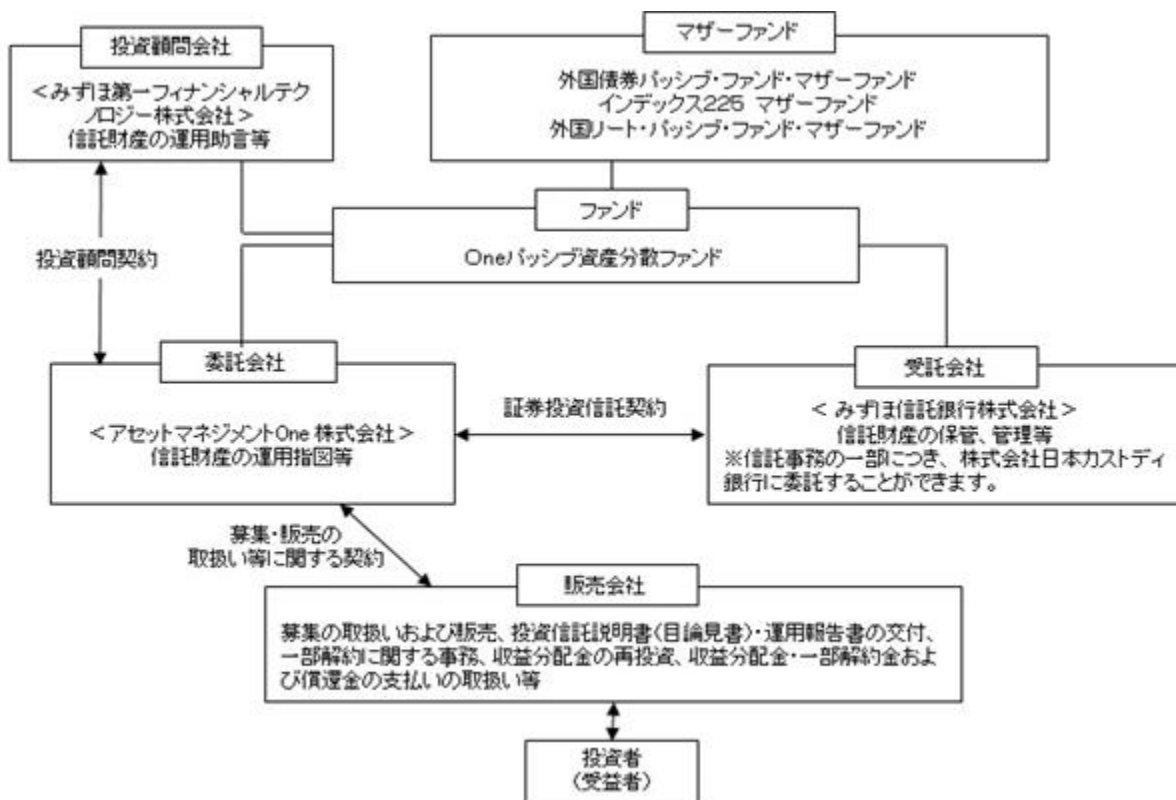 投資顧問会社
＜みずほ第一フィナンシャルテク
ノロジー株式会社＞
信託財産の運用助言等
マザーファンド
外国債券パッシブ・ファンド・マザーファンド
インデックス225 マザーファンド
外国リート・パッシブ・ファンド・マザーファンド
ファンド
Oneパッシブ資産分散ファンド
投資顧問契約
委託会社
＜アセットマネジメントOne 株式会社＞
信託財産の運用指図等
証券投資信託契約
受託会社
＜ みずほ信託銀行株式会社＞
信託財産の保管、管理等
※信託事務の一部につき、株式会社日本カストディ
銀行に委託することができます。
募集・販売の
取扱い等に関する契約
販売会社
募集の取扱いおよび販売、投資信託説明書(目論見書)・運用報告書の交付、
一部解約に関する事務、収益分配金の再投資、収益分配金・一部解約金およ
び償還金の支払いの取扱い等
投資者
(受益者)